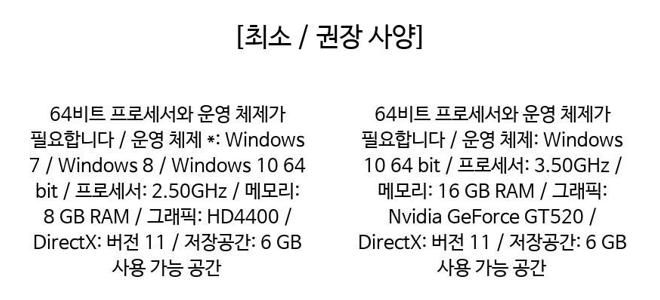 [최소 / 권장 사양]
64비트 프로세서와 운영 체제가
필요합니다 / 운영 체제 *: Windows
7 / Windows 8 / Windows 10 64
bit / 프로세서: 2.50GHz / 메모리:
8 GB RAM / 그래픽: HD4400 /
DirectX: 버전 11 / 저장공간: 6 GB
사용 가능 공간
64비트 프로세서와 운영 체제가
필요합니다 / 운영 체제: Windows
10 64 bit / 프로세서: 3.50GHz /
메모리: 16 GB RAM / 그래픽:
Nvidia GeForce GT520 /
DirectX: 버전 11 / 저장공간: 6 GB
사용 가능 공간